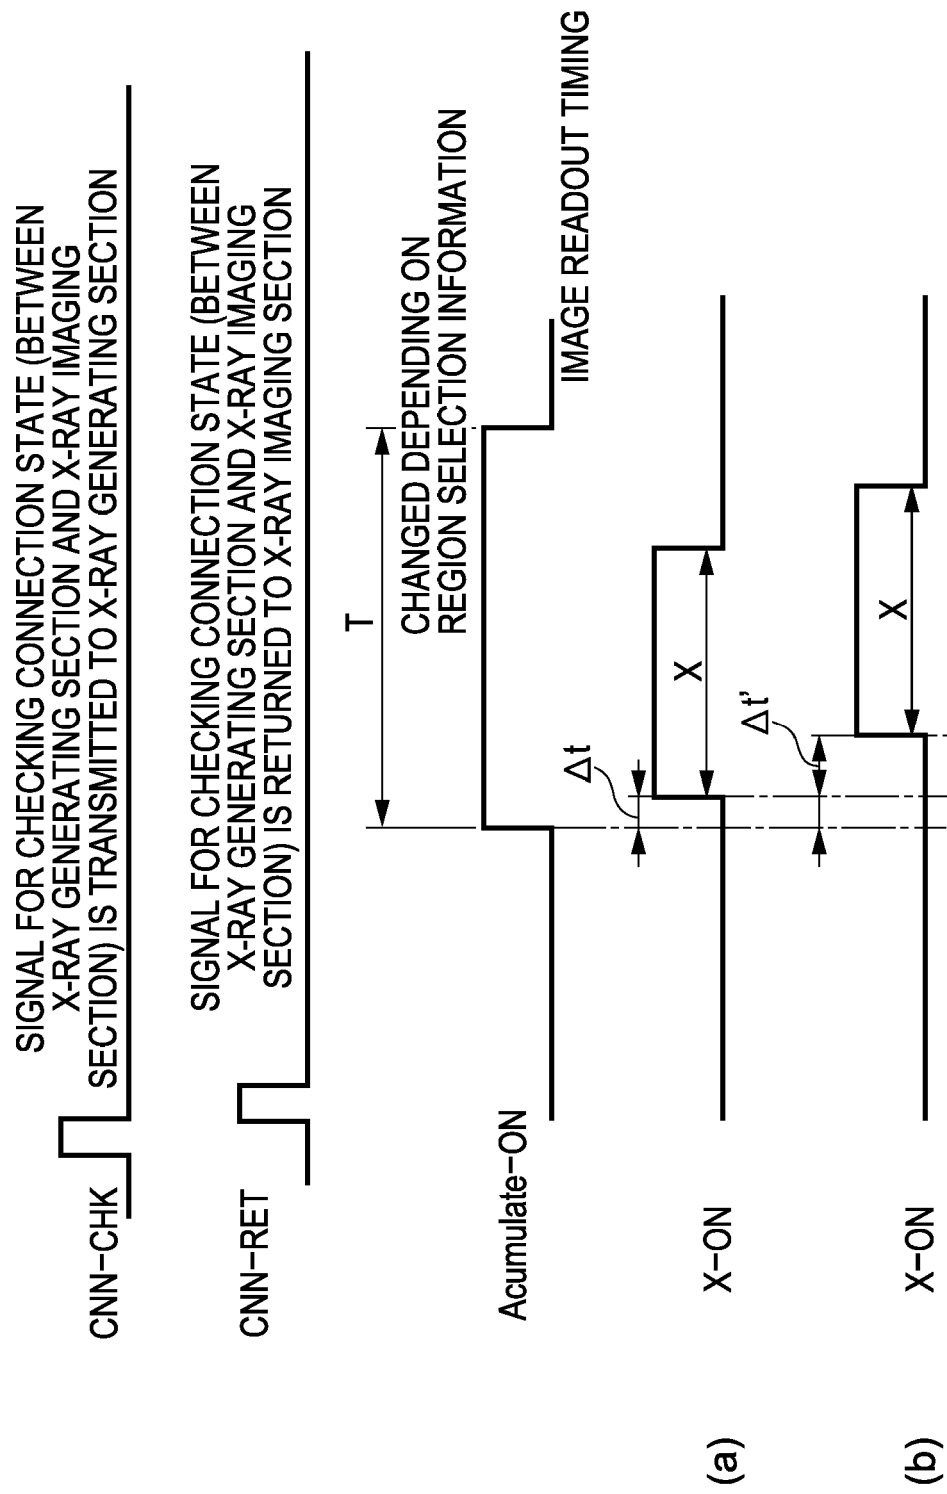 SIGNAL FOR CHECKING CONNECTION STATE (BETWEEN
X-RAY GENERATING SECTION AND X-RAY IMAGING
SECTION) IS TRANSMITTED TO X-RAY GENERATING SECTION
CNN-CHK
SIGNAL FOR CHECKING CONNECTION STATE (BETWEEN
X-RAY GENERATING SECTION AND X-RAY IMAGING
SECTION) IS RETURNED TO X-RAY IMAGING SECTION
CNN-RET
T
CHANGED DEPENDING ON
REGION SELECTION INFORMATION
Acumulate-ON
IMAGE READOUT TIMING
Δt
X
(a)
X-ON
Δt'
X
(b)
X-ON